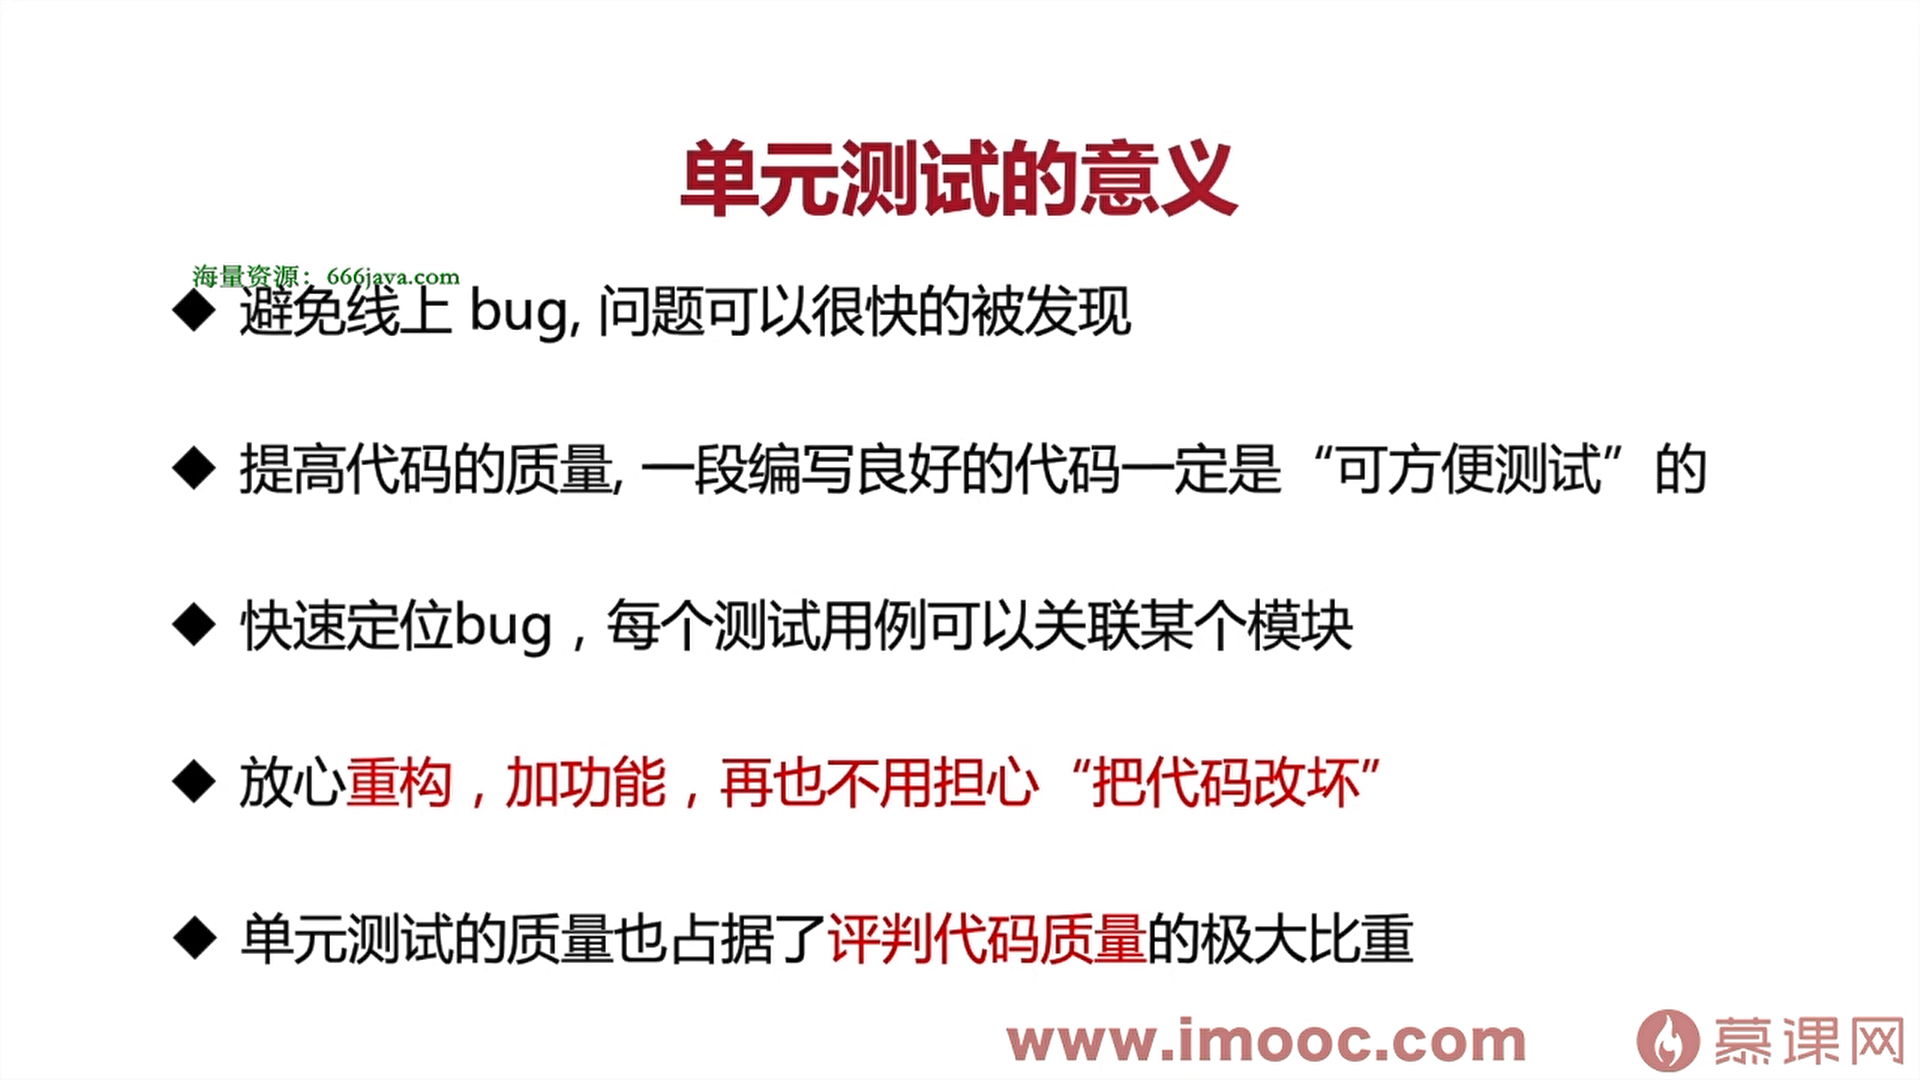 单元测试的意义
海量资源：666java.com
◆ 避免线上 bug, 问题可以很快的被发现
◆ 提高代码的质量, 一段编写良好的代码一定是“可方便测试”的
◆ 快速定位bug，每个测试用例可以关联某个模块
◆ 放心重构，加功能，再也不用担心“把代码改坏”
◆ 单元测试的质量也占据了评判代码质量的极大比重
www.imooc.com 慕课网